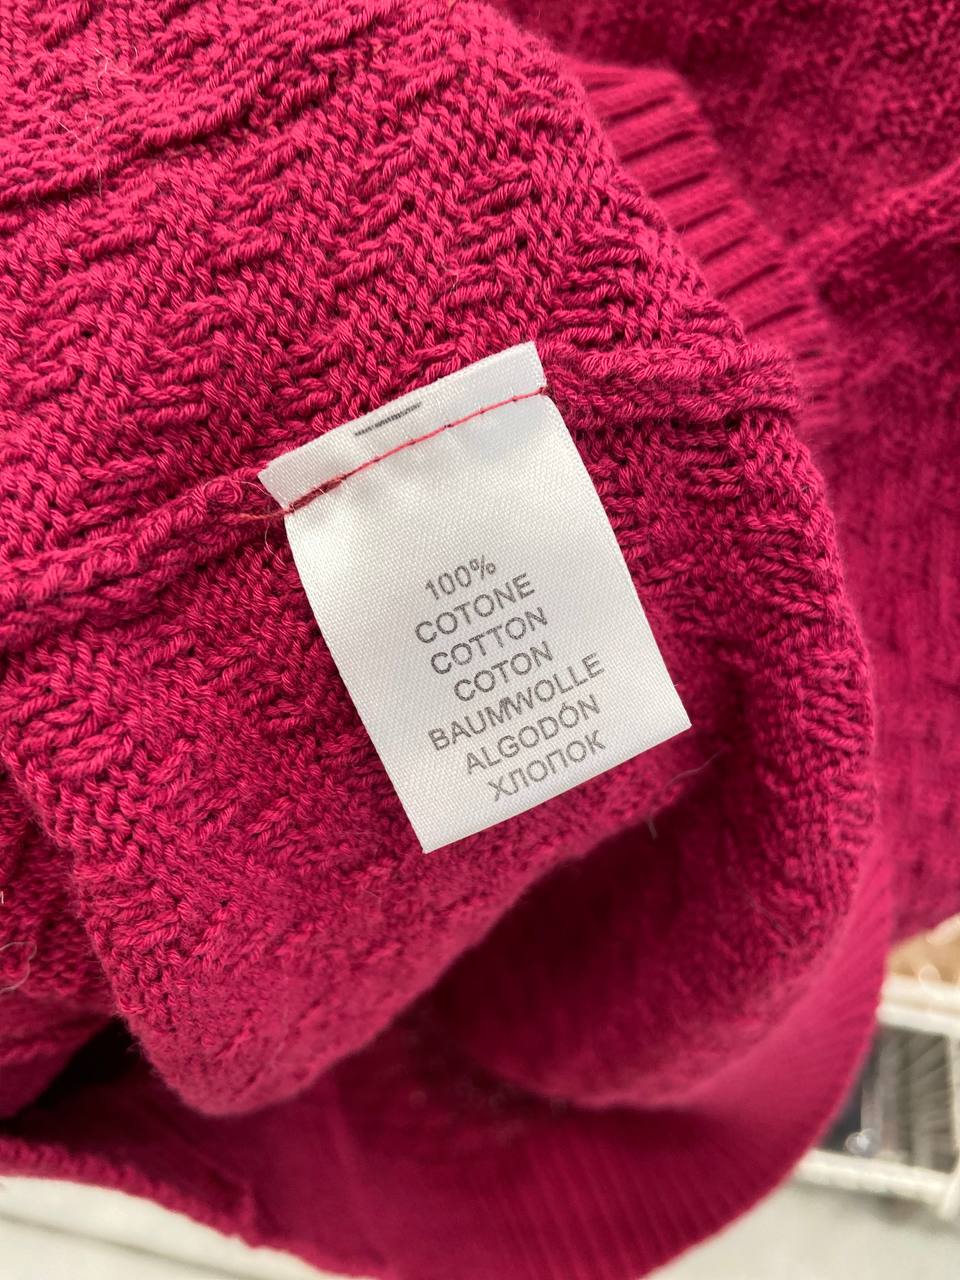 100%
COTONE
COTTON
COTON
BAUMWOLLE
ALGODÓN
ХЛОПОК